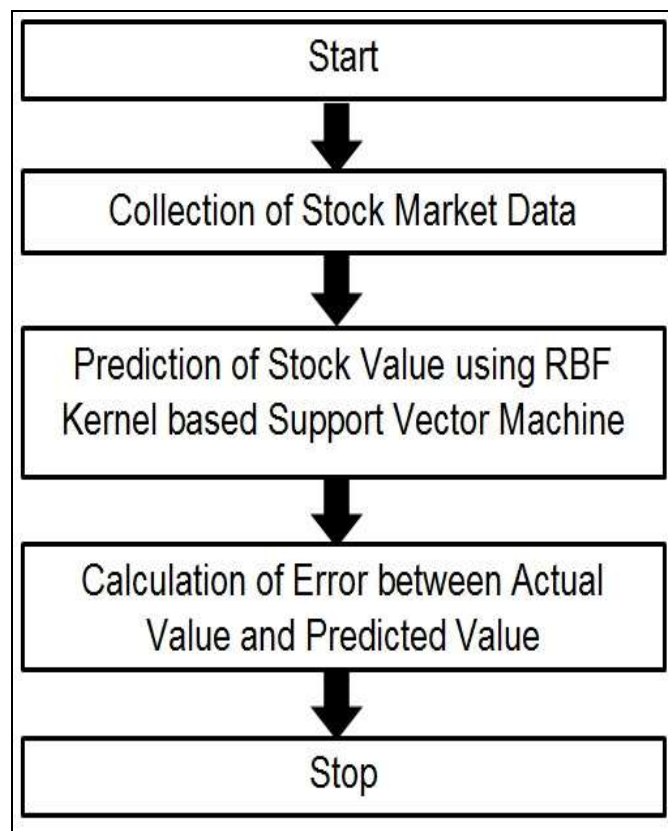 Start
Collection of Stock Market Data
Prediction of Stock Value using RBF
Kernel based Support Vector Machine
Calculation of Error between Actual
Value and Predicted Value
Stop